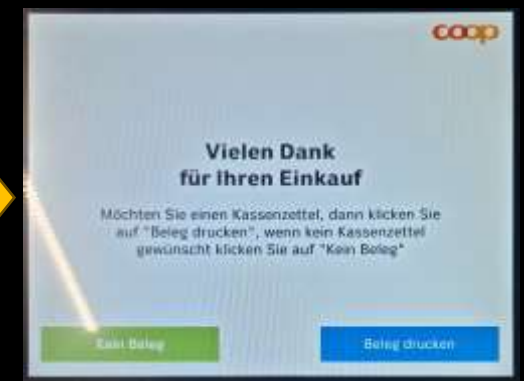 coop
Vielen Dank
für Ihren Einkauf
Möchten Sie einen Kassenzettel, dann klicken Sie
auf "Beleg drucken", wenn kein Kassenzettel
gewünscht klicken Sie auf "Kein Beleg"
Kein Beleg
Beleg drucken